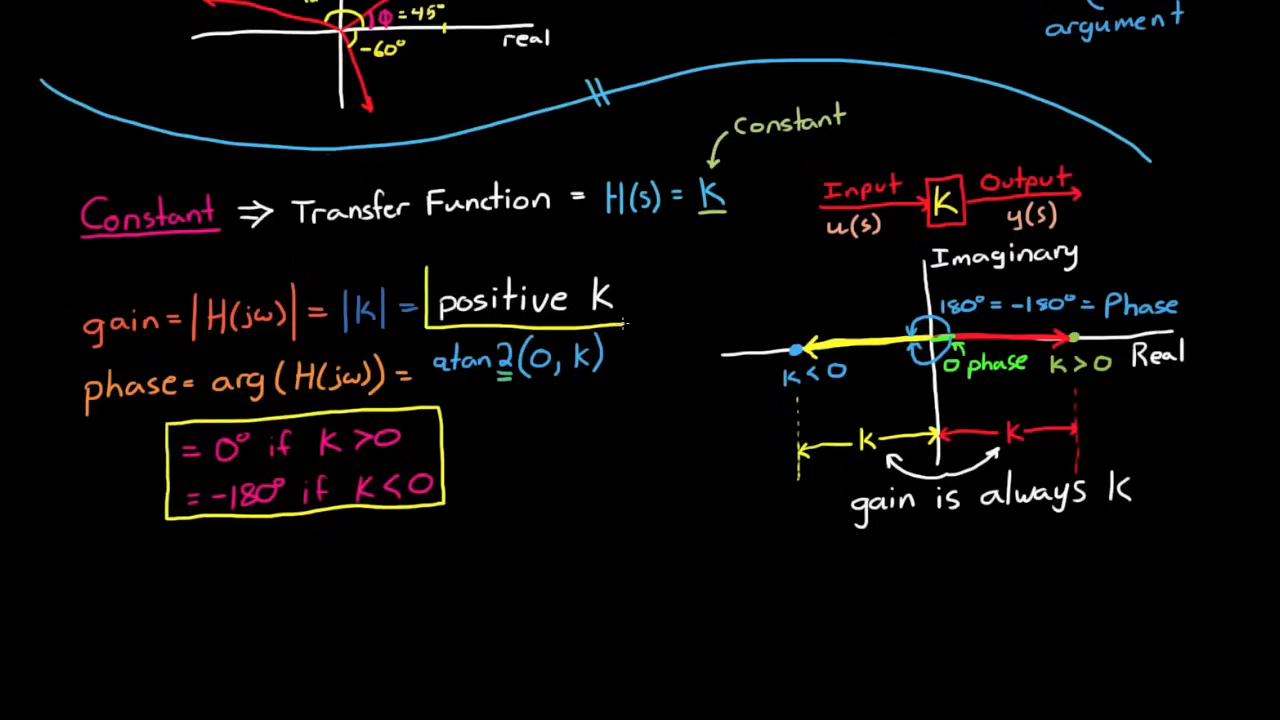 Φ = 45°
-60°
real
argument
Constant
Constant ⇒ Transfer Function = H(s) = K
Input K Output
u(s) y(s)
Imaginary
gain = |H(jω)| = |K| = positive K
180° = -180° = Phase
phase = arg(H(jω)) = atan2(0, K)
K < 0 0 phase K > 0 Real
= 0° if K > 0
= -180° if K < 0
K K
gain is always K